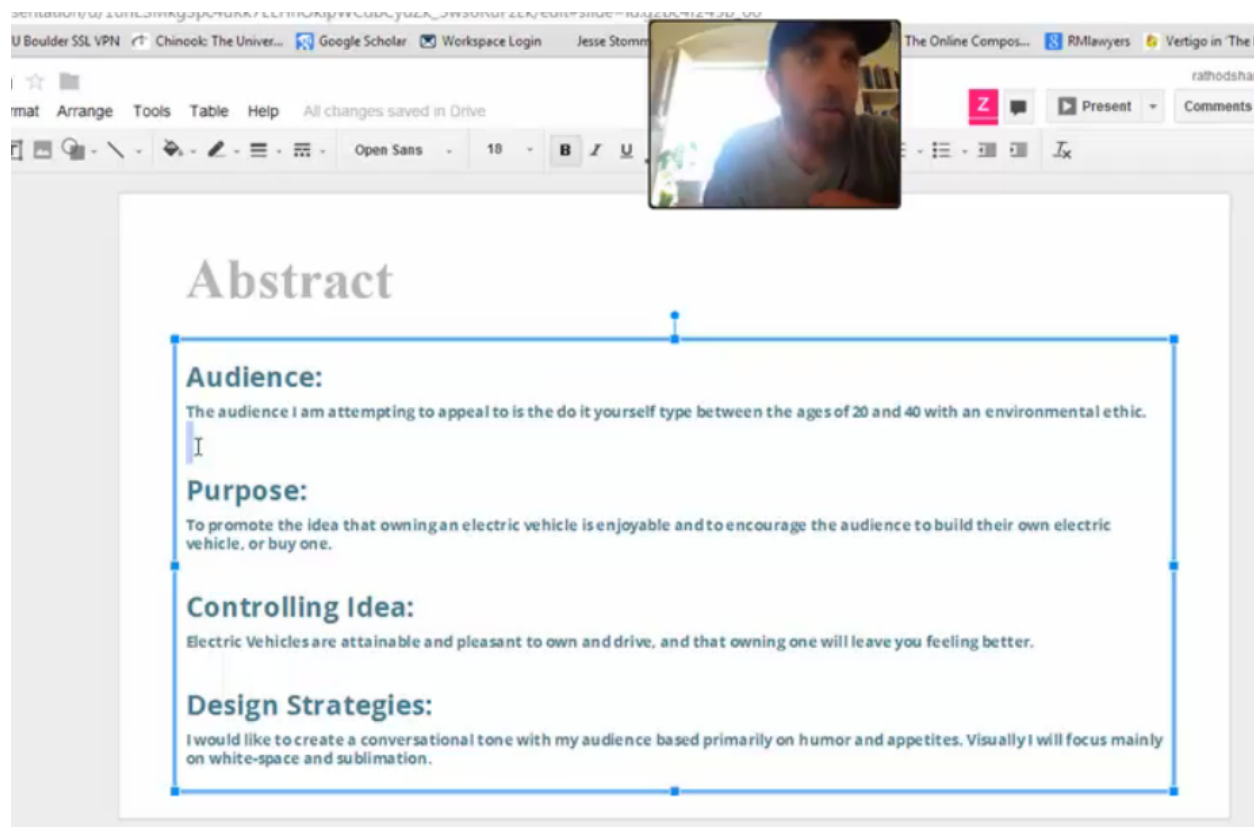 U Boulder SSL VPN Chinook: The Univer... Google Scholar Workspace Login Jesse Stomm The Online Compos... RMlawyers Vertigo in 'The
rathodsha
rmat Arrange Tools Table Help All changes saved in Drive Z Present Comments
Open Sans 18 B I U
Abstract
Audience:
The audience I am attempting to appeal to is the do it yourself type between the ages of 20 and 40 with an environmental ethic.
Purpose:
To promote the idea that owning an electric vehicle is enjoyable and to encourage the audience to build their own electric
vehicle, or buy one.
Controlling Idea:
Electric Vehicles are attainable and pleasant to own and drive, and that owning one will leave you feeling better.
Design Strategies:
I would like to create a conversational tone with my audience based primarily on humor and appetites. Visually I will focus mainly
on white-space and sublimation.